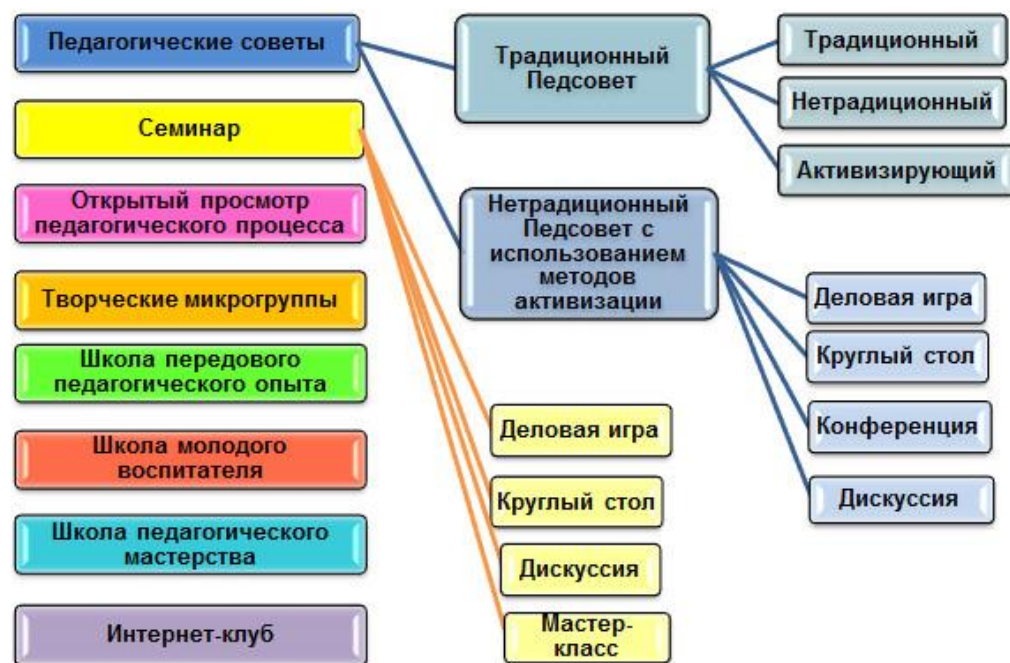 Педагогические советы
Семинар
Открытый просмотр
педагогического процесса
Творческие микрогруппы
Школа передового
педагогического опыта
Школа молодого
воспитателя
Школа педагогического
мастерства
Интернет-клуб
Традиционный
Педсовет
Нетрадиционный
Педсовет с
использованием
методов
активизации
Деловая игра
Круглый стол
Дискуссия
Мастер-
класс
Традиционный
Нетрадиционный
Активизирующий
Деловая игра
Круглый стол
Конференция
Дискуссия